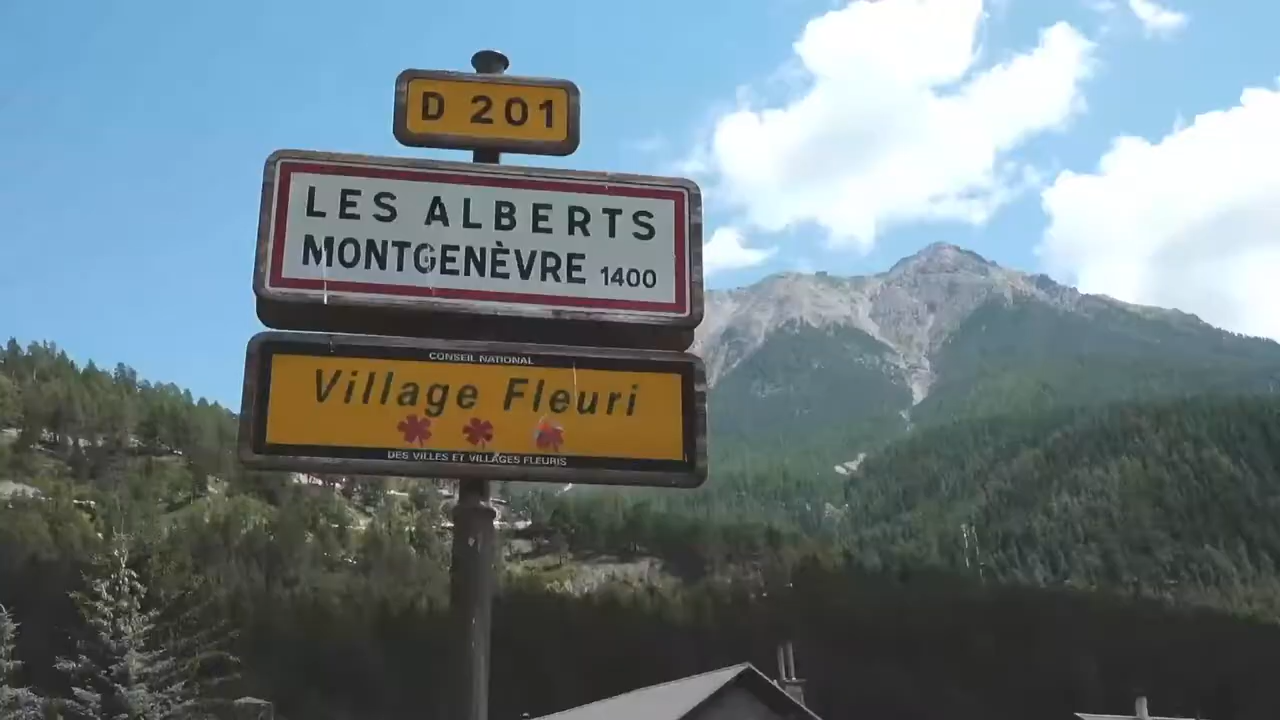 D 201
LES ALBERTS
MONTGENÈVRE 1400
CONSEIL NATIONAL
Village Fleuri
DES VILLES ET VILLAGES FLEURIS